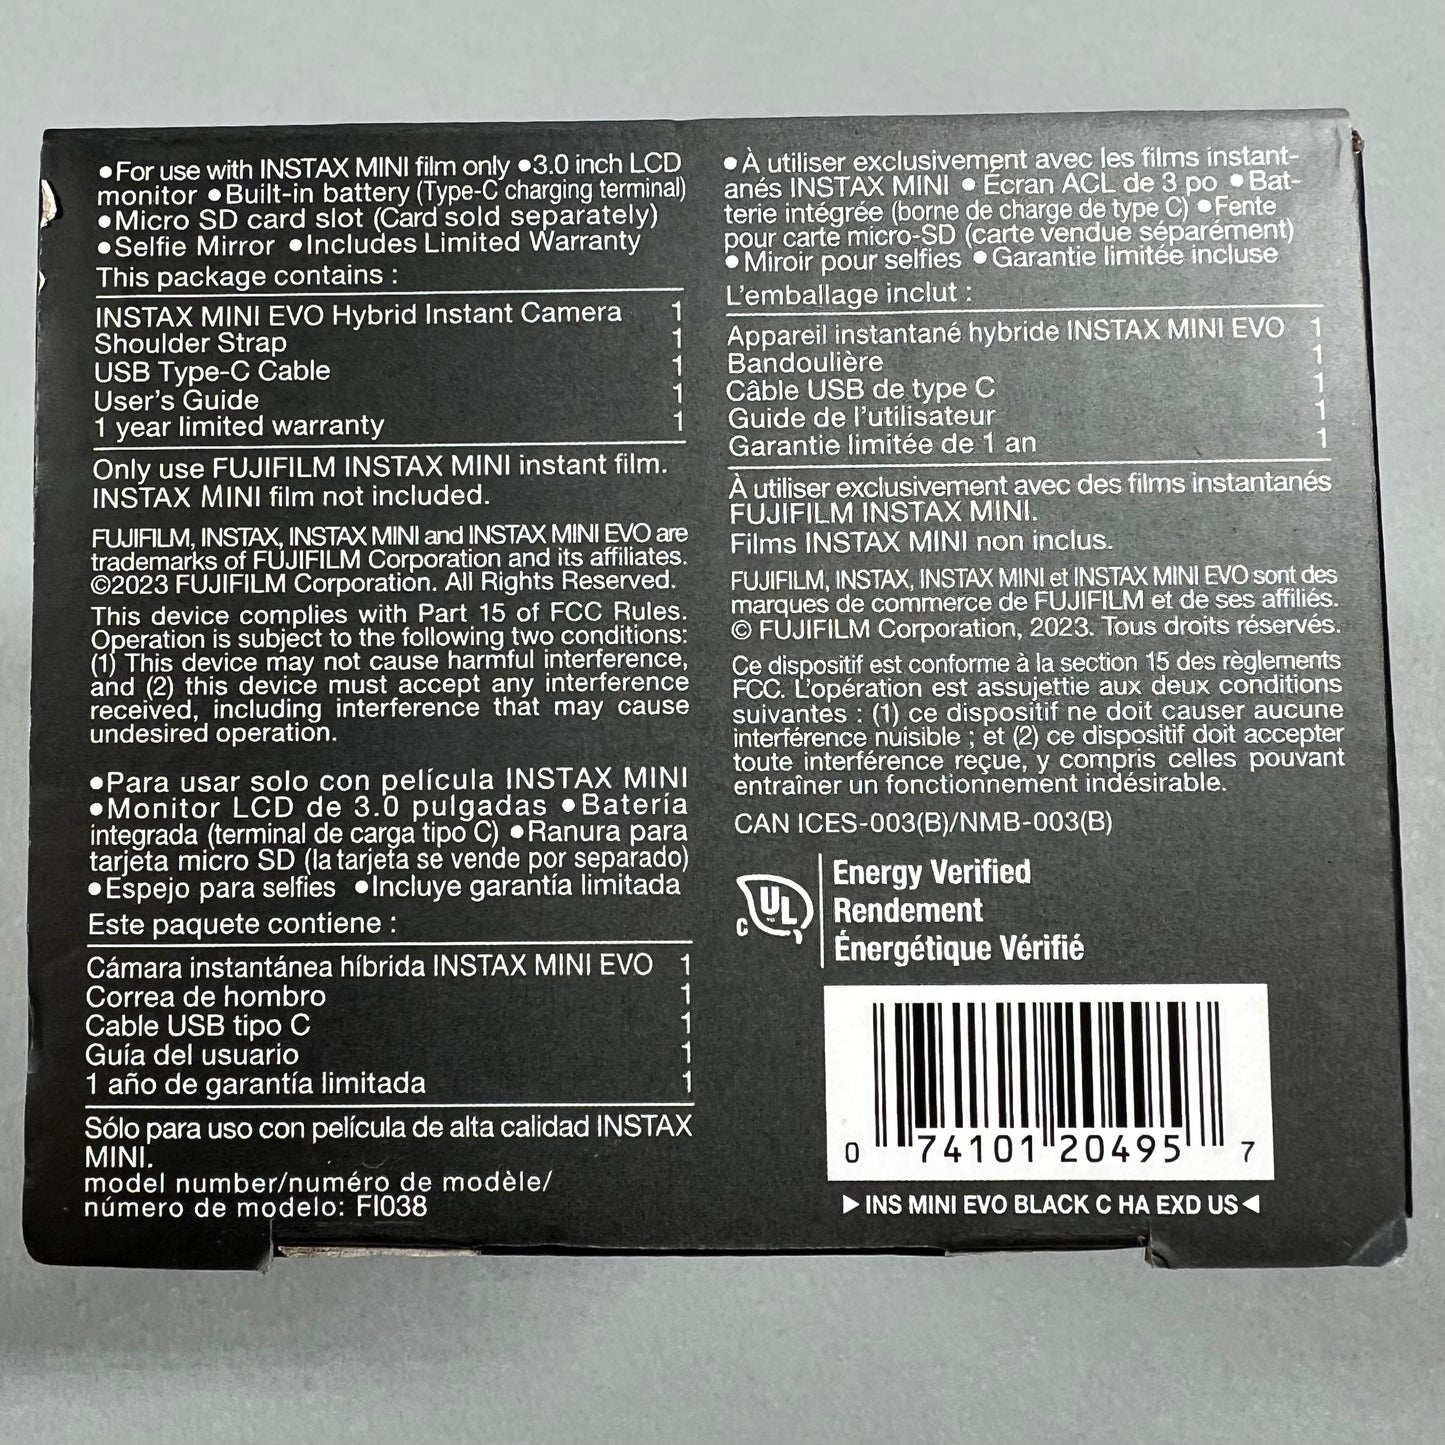 ●For use with INSTAX MINI film only ●3.0 inch LCD
monitor ●Built-in battery (Type-C charging terminal)
●Micro SD card slot (Card sold separately)
●Selfie Mirror ●Includes Limited Warranty
This package contains :
INSTAX MINI EVO Hybrid Instant Camera 1
Shoulder Strap 1
USB Type-C Cable 1
User's Guide 1
1 year limited warranty 1
Only use FUJIFILM INSTAX MINI instant film.
INSTAX MINI film not included.
FUJIFILM, INSTAX, INSTAX MINI and INSTAX MINI EVO are
trademarks of FUJIFILM Corporation and its affiliates.
©2023 FUJIFILM Corporation. All Rights Reserved.
This device complies with Part 15 of FCC Rules.
Operation is subject to the following two conditions:
(1) This device may not cause harmful interference,
and (2) this device must accept any interference
received, including interference that may cause
undesired operation.
●Para usar solo con película INSTAX MINI
●Monitor LCD de 3.0 pulgadas ●Batería
integrada (terminal de carga tipo C) ●Ranura para
tarjeta micro SD (la tarjeta se vende por separado)
●Espejo para selfies ●Incluye garantía limitada
Este paquete contiene :
Cámara instantánea híbrida INSTAX MINI EVO 1
Correa de hombro 1
Cable USB tipo C 1
Guía del usuario 1
1 año de garantía limitada 1
Sólo para uso con película de alta calidad INSTAX
MINI.
model number/numéro de modèle/
número de modelo: FI038
● À utiliser exclusivement avec les films instant-
anés INSTAX MINI ● Écran ACL de 3 po ● Bat-
terie intégrée (borne de charge de type C) ●Fente
pour carte micro-SD (carte vendue séparément)
● Miroir pour selfies ● Garantie limitée incluse
L'emballage inclut :
Appareil instantané hybride INSTAX MINI EVO 1
Bandoulière 1
Câble USB de type C 1
Guide de l'utilisateur 1
Garantie limitée de 1 an 1
À utiliser exclusivement avec des films instantanés
FUJIFILM INSTAX MINI.
Films INSTAX MINI non inclus.
FUJIFILM, INSTAX, INSTAX MINI et INSTAX MINI EVO sont des
marques de commerce de FUJIFILM et de ses affiliés.
© FUJIFILM Corporation, 2023. Tous droits réservés.
Ce dispositif est conforme à la section 15 des règlements
FCC. L'opération est assujettie aux deux conditions
suivantes : (1) ce dispositif ne doit causer aucune
interférence nuisible ; et (2) ce dispositif doit accepter
toute interférence reçue, y compris celles pouvant
entraîner un fonctionnement indésirable.
CAN ICES-003(B)/NMB-003(B)
c UL
Energy Verified
Rendement
Énergétique Vérifié
0 74101 20495 7
▶ INS MINI EVO BLACK C HA EXD US ◀